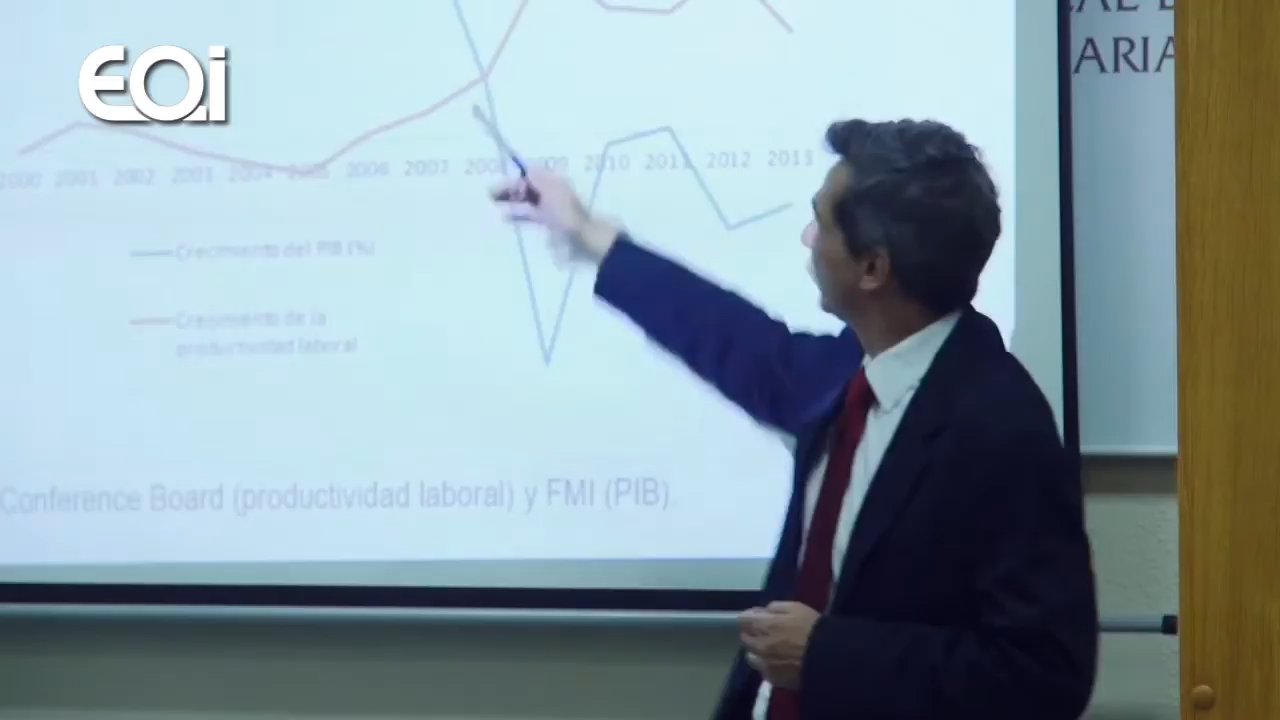 EOi
ARIA
2000 2001 2002 2003 2004 2005 2006 2007 2008 2009 2010 2011 2012 2013
Crecimiento del PIB (%)
Crecimiento de la
productividad laboral
Conference Board (productividad laboral) y FMI (PIB).